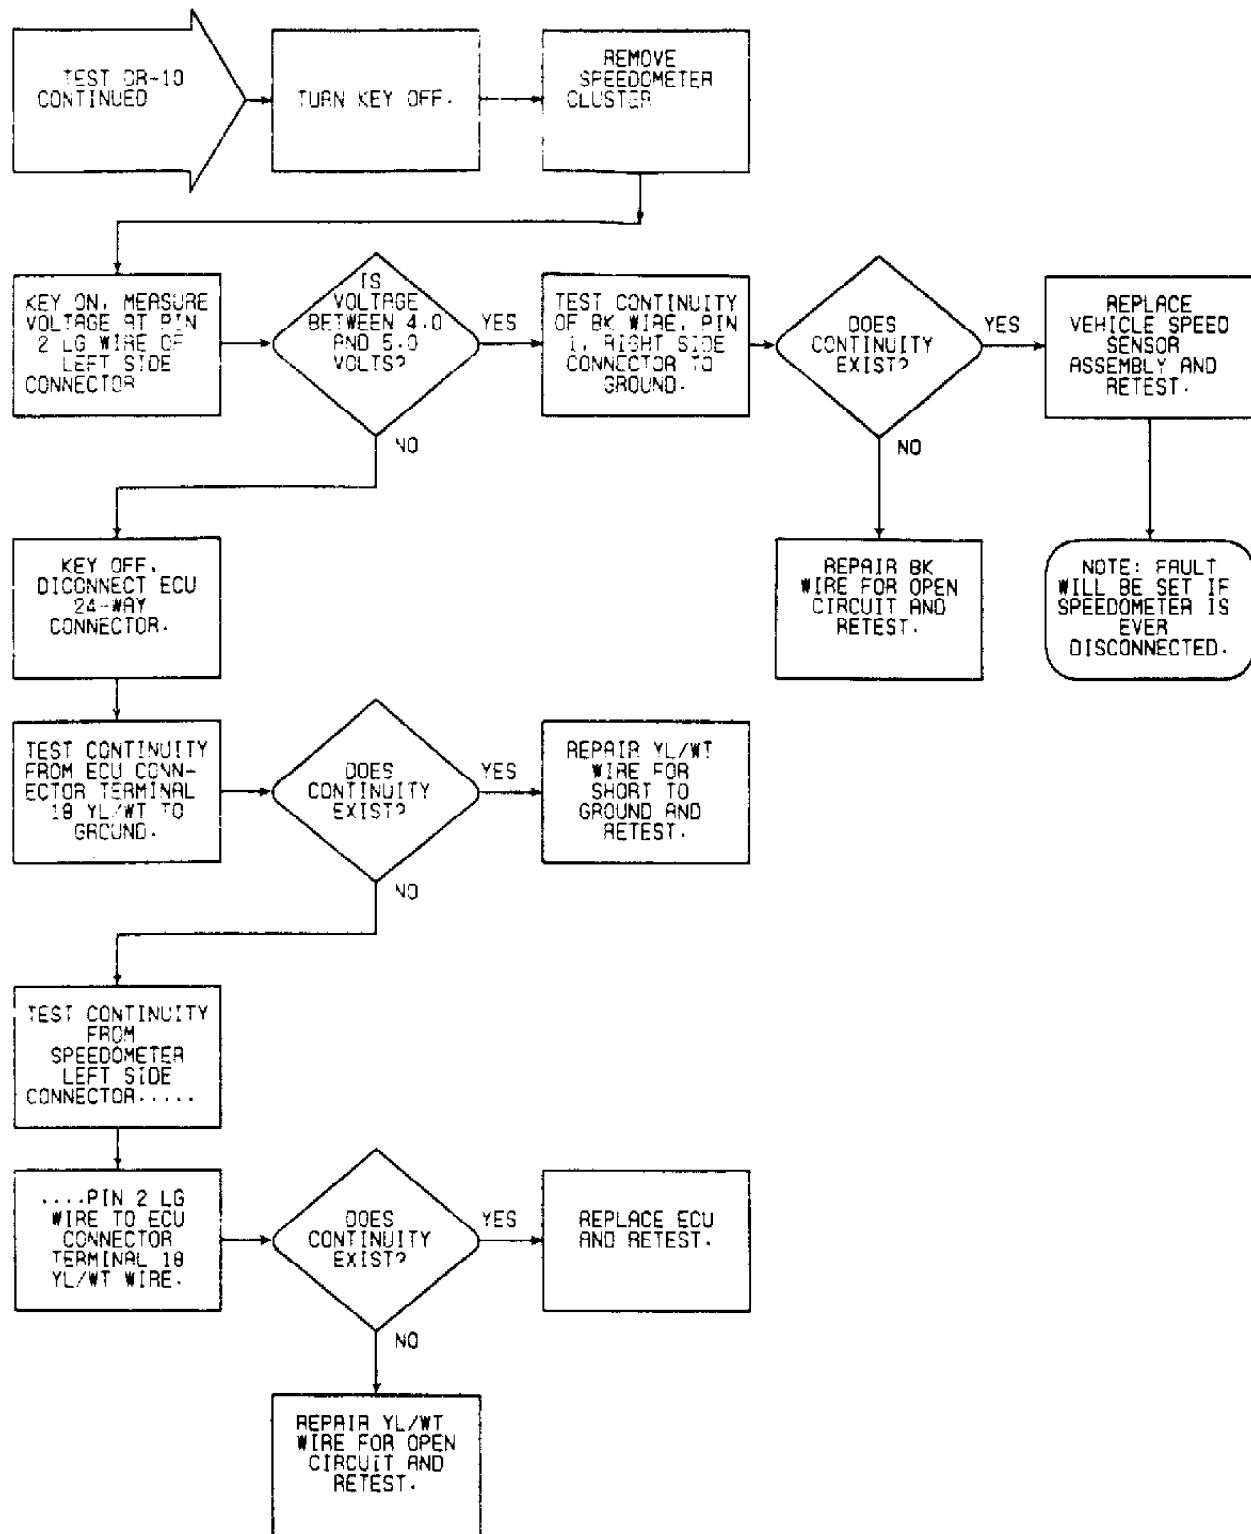 TEST DR-10
CONTINUED
TURN KEY OFF.
REMOVE
SPEEDOMETER
CLUSTER
KEY ON, MEASURE
VOLTAGE AT PIN
2 LG WIRE OF
LEFT SIDE
CONNECTOR
IS
VOLTAGE
BETWEEN 4.0
AND 5.0
VOLTS?
YES
NO
TEST CONTINUITY
OF BK WIRE, PIN
1, RIGHT SIDE
CONNECTOR TO
GROUND.
DOES
CONTINUITY
EXIST?
YES
NO
REPLACE
VEHICLE SPEED
SENSOR
ASSEMBLY AND
RETEST.
KEY OFF,
DICONNECT ECU
24-WAY
CONNECTOR.
REPAIR BK
WIRE FOR OPEN
CIRCUIT AND
RETEST.
NOTE: FAULT
WILL BE SET IF
SPEEDOMETER IS
EVER
DISCONNECTED.
TEST CONTINUITY
FROM ECU CONN-
ECTOR TERMINAL
18 YL/WT TO
GROUND.
DOES
CONTINUITY
EXIST?
YES
NO
REPAIR YL/WT
WIRE FOR
SHORT TO
GROUND AND
RETEST.
TEST CONTINUITY
FROM
SPEEDOMETER
LEFT SIDE
CONNECTOR.....
....PIN 2 LG
WIRE TO ECU
CONNECTOR
TERMINAL 18
YL/WT WIRE.
DOES
CONTINUITY
EXIST?
YES
NO
REPLACE ECU
AND RETEST.
REPAIR YL/WT
WIRE FOR OPEN
CIRCUIT AND
RETEST.